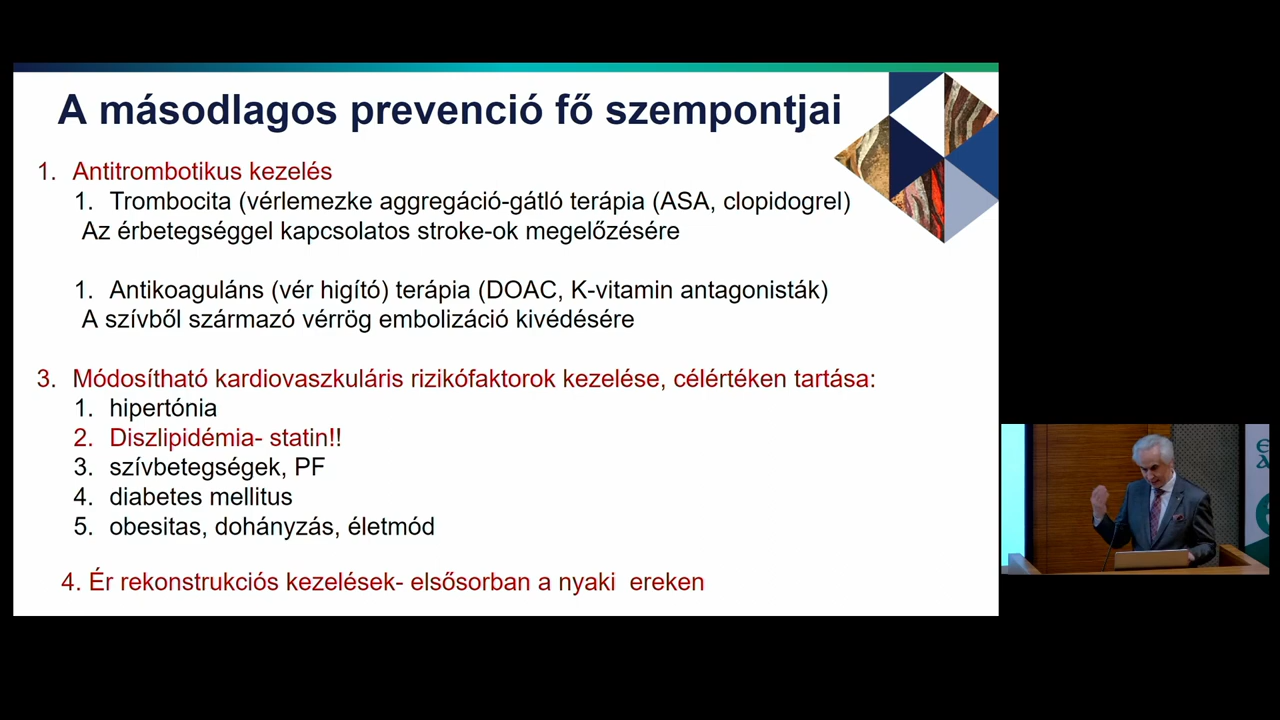 A másodlagos prevenció fő szempontjai
1. Antitrombotikus kezelés
1. Trombocita (vérlemezke aggregáció-gátló terápia (ASA, clopidogrel)
Az érbetegséggel kapcsolatos stroke-ok megelőzésére
1. Antikoaguláns (vér higító) terápia (DOAC, K-vitamin antagonisták)
A szívből származó vérrög embolizáció kivédésére
3. Módosítható kardiovaszkuláris rizikófaktorok kezelése, célértéken tartása:
1. hipertónia
2. Diszlipidémia- statin!!
3. szívbetegségek, PF
4. diabetes mellitus
5. obesitas, dohányzás, életmód
4. Ér rekonstrukciós kezelések- elsősorban a nyaki ereken